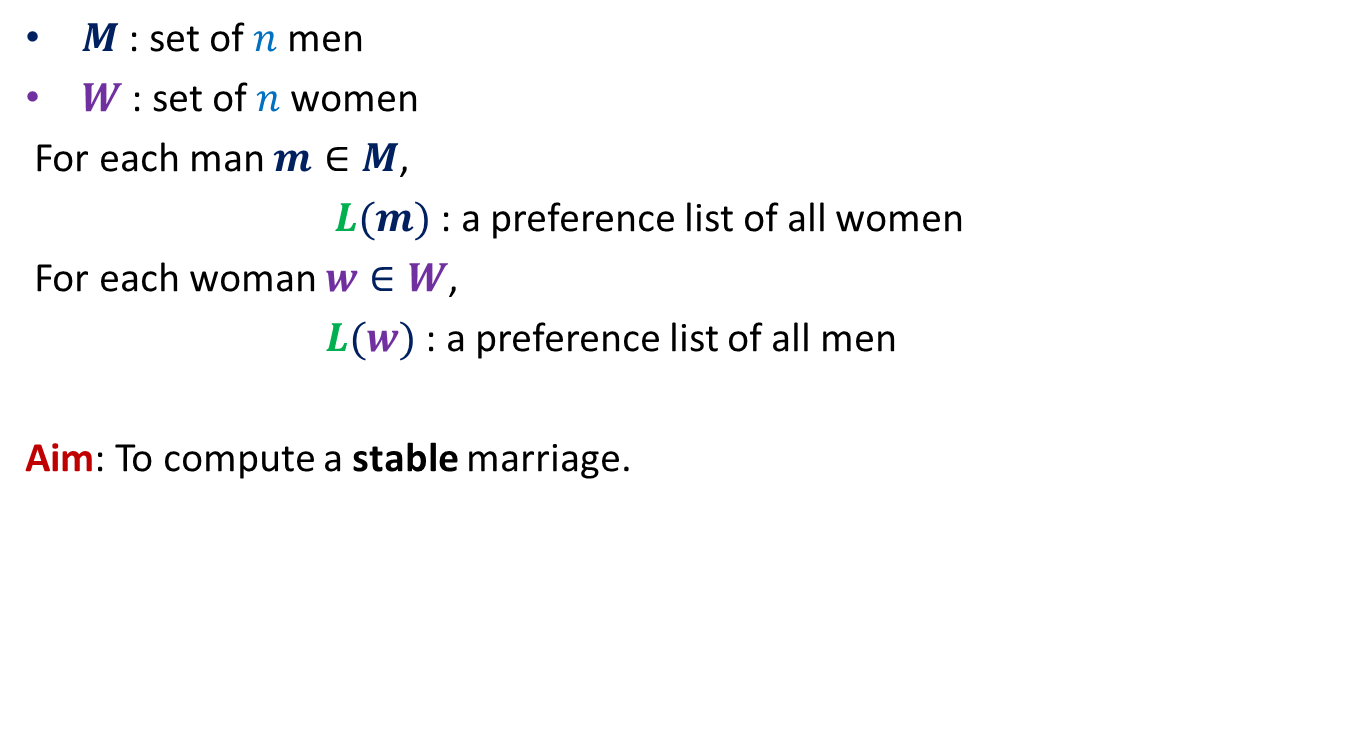 • M : set of n men
• W : set of n women
For each man m ∈ M,
L(m) : a preference list of all women
For each woman w ∈ W,
L(w) : a preference list of all men
Aim: To compute a stable marriage.